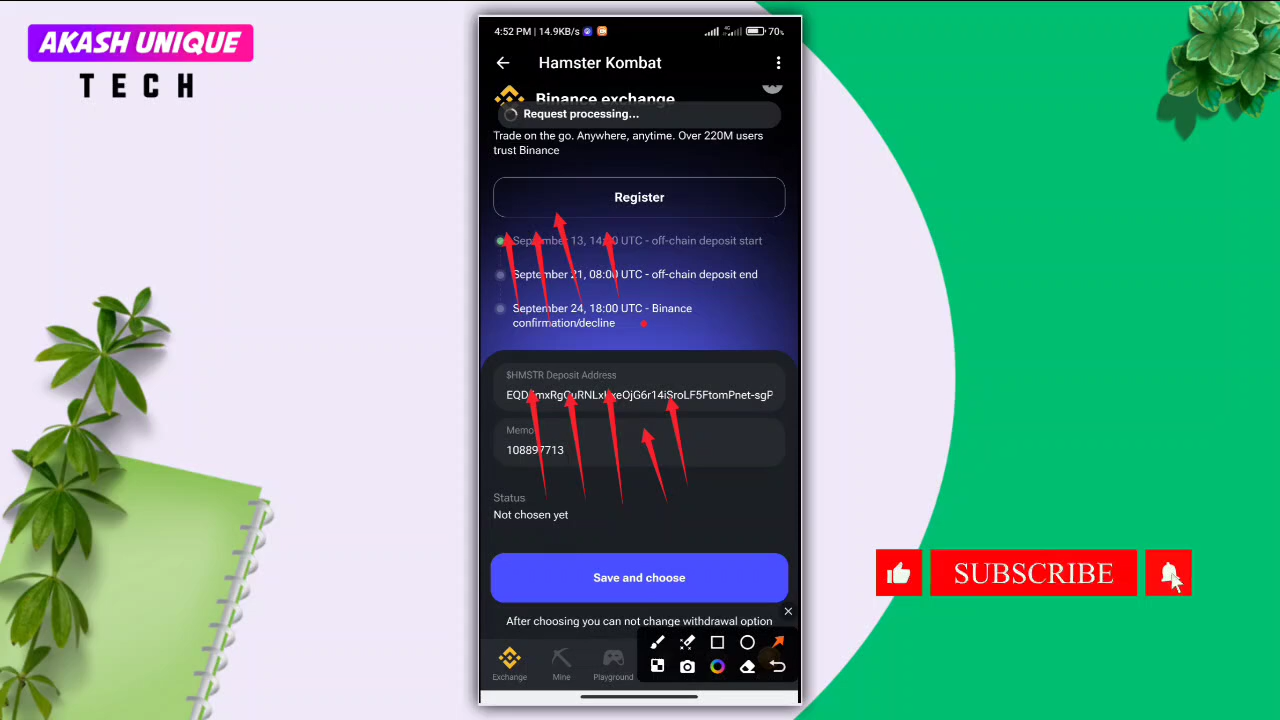 AKASH UNIQUE
TECH
4:52 PM | 14.9KB/s
4G
70%
Hamster Kombat
Binance exchange
Request processing...
Trade on the go. Anywhere, anytime. Over 220M users
trust Binance
Register
September 13, 14:00 UTC - off-chain deposit start
September 21, 08:00 UTC - off-chain deposit end
September 24, 18:00 UTC - Binance
confirmation/decline
$HMSTR Deposit Address
Memo
108897713
Status
Not chosen yet
Save and choose
After choosing you can not change withdrawal option
Exchange
Mine
Playground
SUBSCRIBE